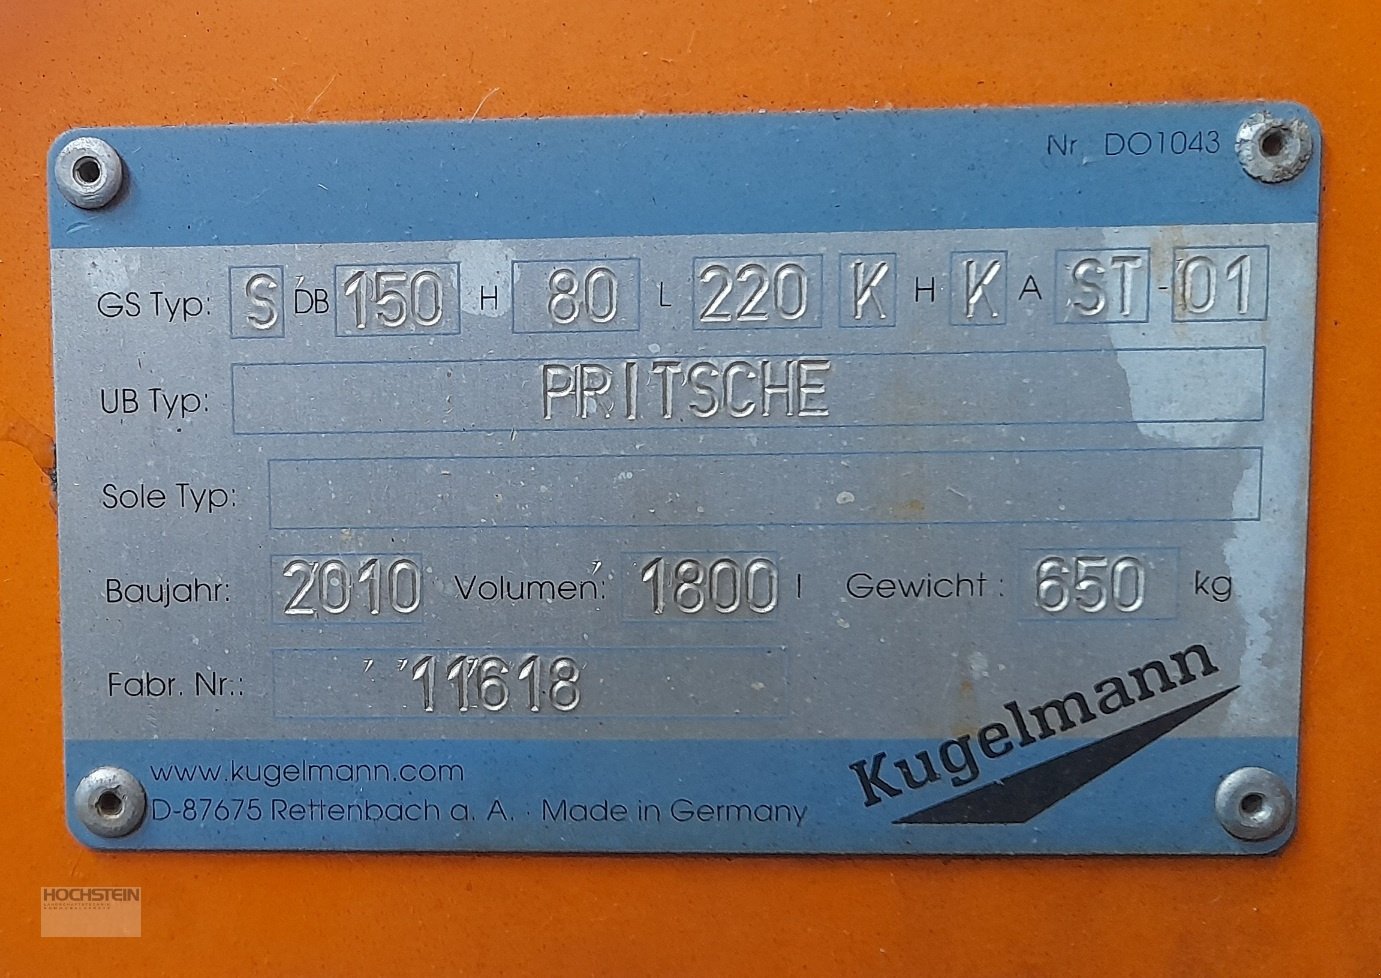 Nr. DO1043
GS Typ: S DB 150 H 80 L 220 K H K A ST - 01
UB Typ: PRITSCHE
Sole Typ:
Baujahr: 2010 Volumen: 1800 l Gewicht : 650 kg
Fabr. Nr.: 11618
Kugelmann
www.kugelmann.com
D-87675 Rettenbach a. A. · Made in Germany
HOCHSTEIN